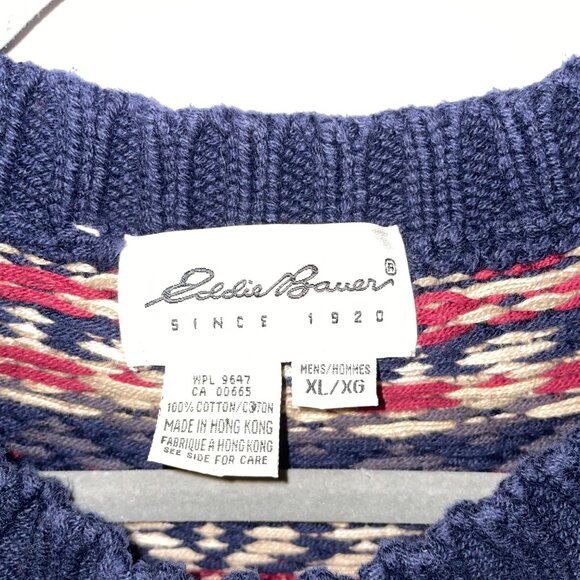 Eddie Bauer®
SINCE 1920
WPL 9647
CA 00665
100% COTTON/COTON
MADE IN HONG KONG
FABRIQUE A HONG KONG
SEE SIDE FOR CARE
MENS/HOMMES
XL/XG